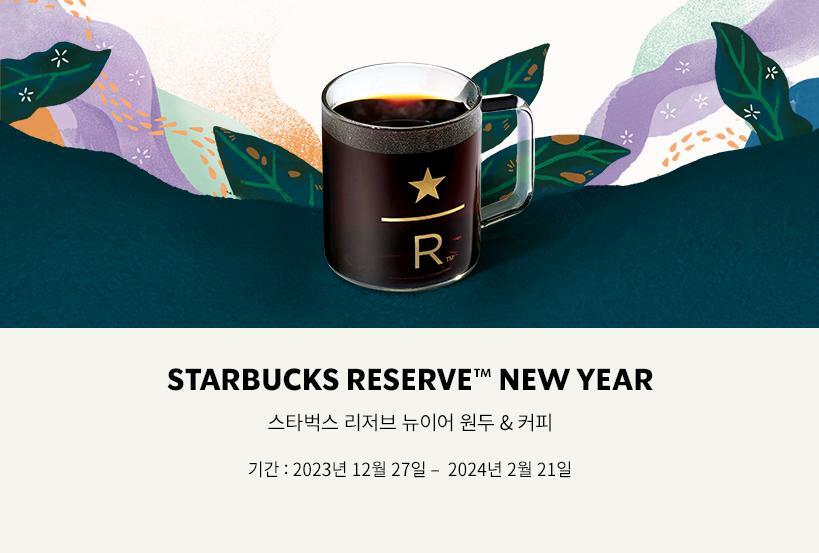 R™
STARBUCKS RESERVE™ NEW YEAR
스타벅스 리저브 뉴이어 원두 & 커피
기간 : 2023년 12월 27일 – 2024년 2월 21일